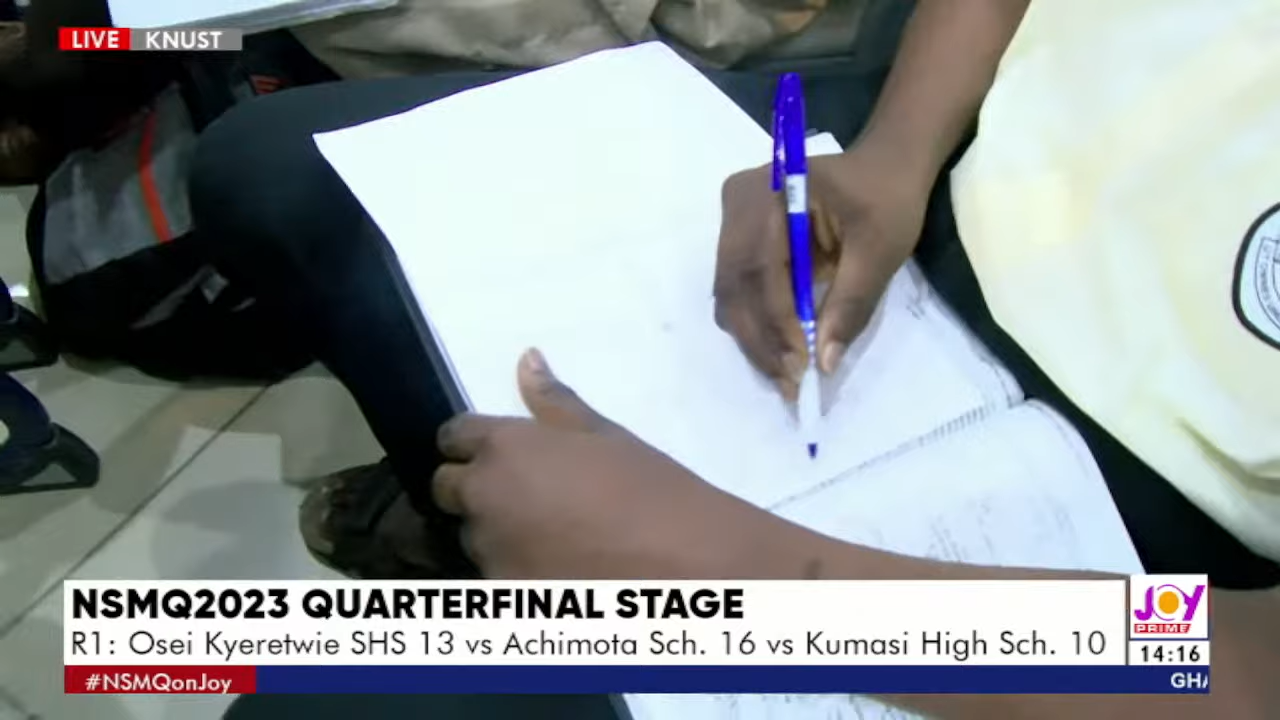 LIVE KNUST
NSMQ2023 QUARTERFINAL STAGE
R1: Osei Kyeretwie SHS 13 vs Achimota Sch. 16 vs Kumasi High Sch. 10
JOY
PRIME
14:16
#NSMQonJoy
GHA